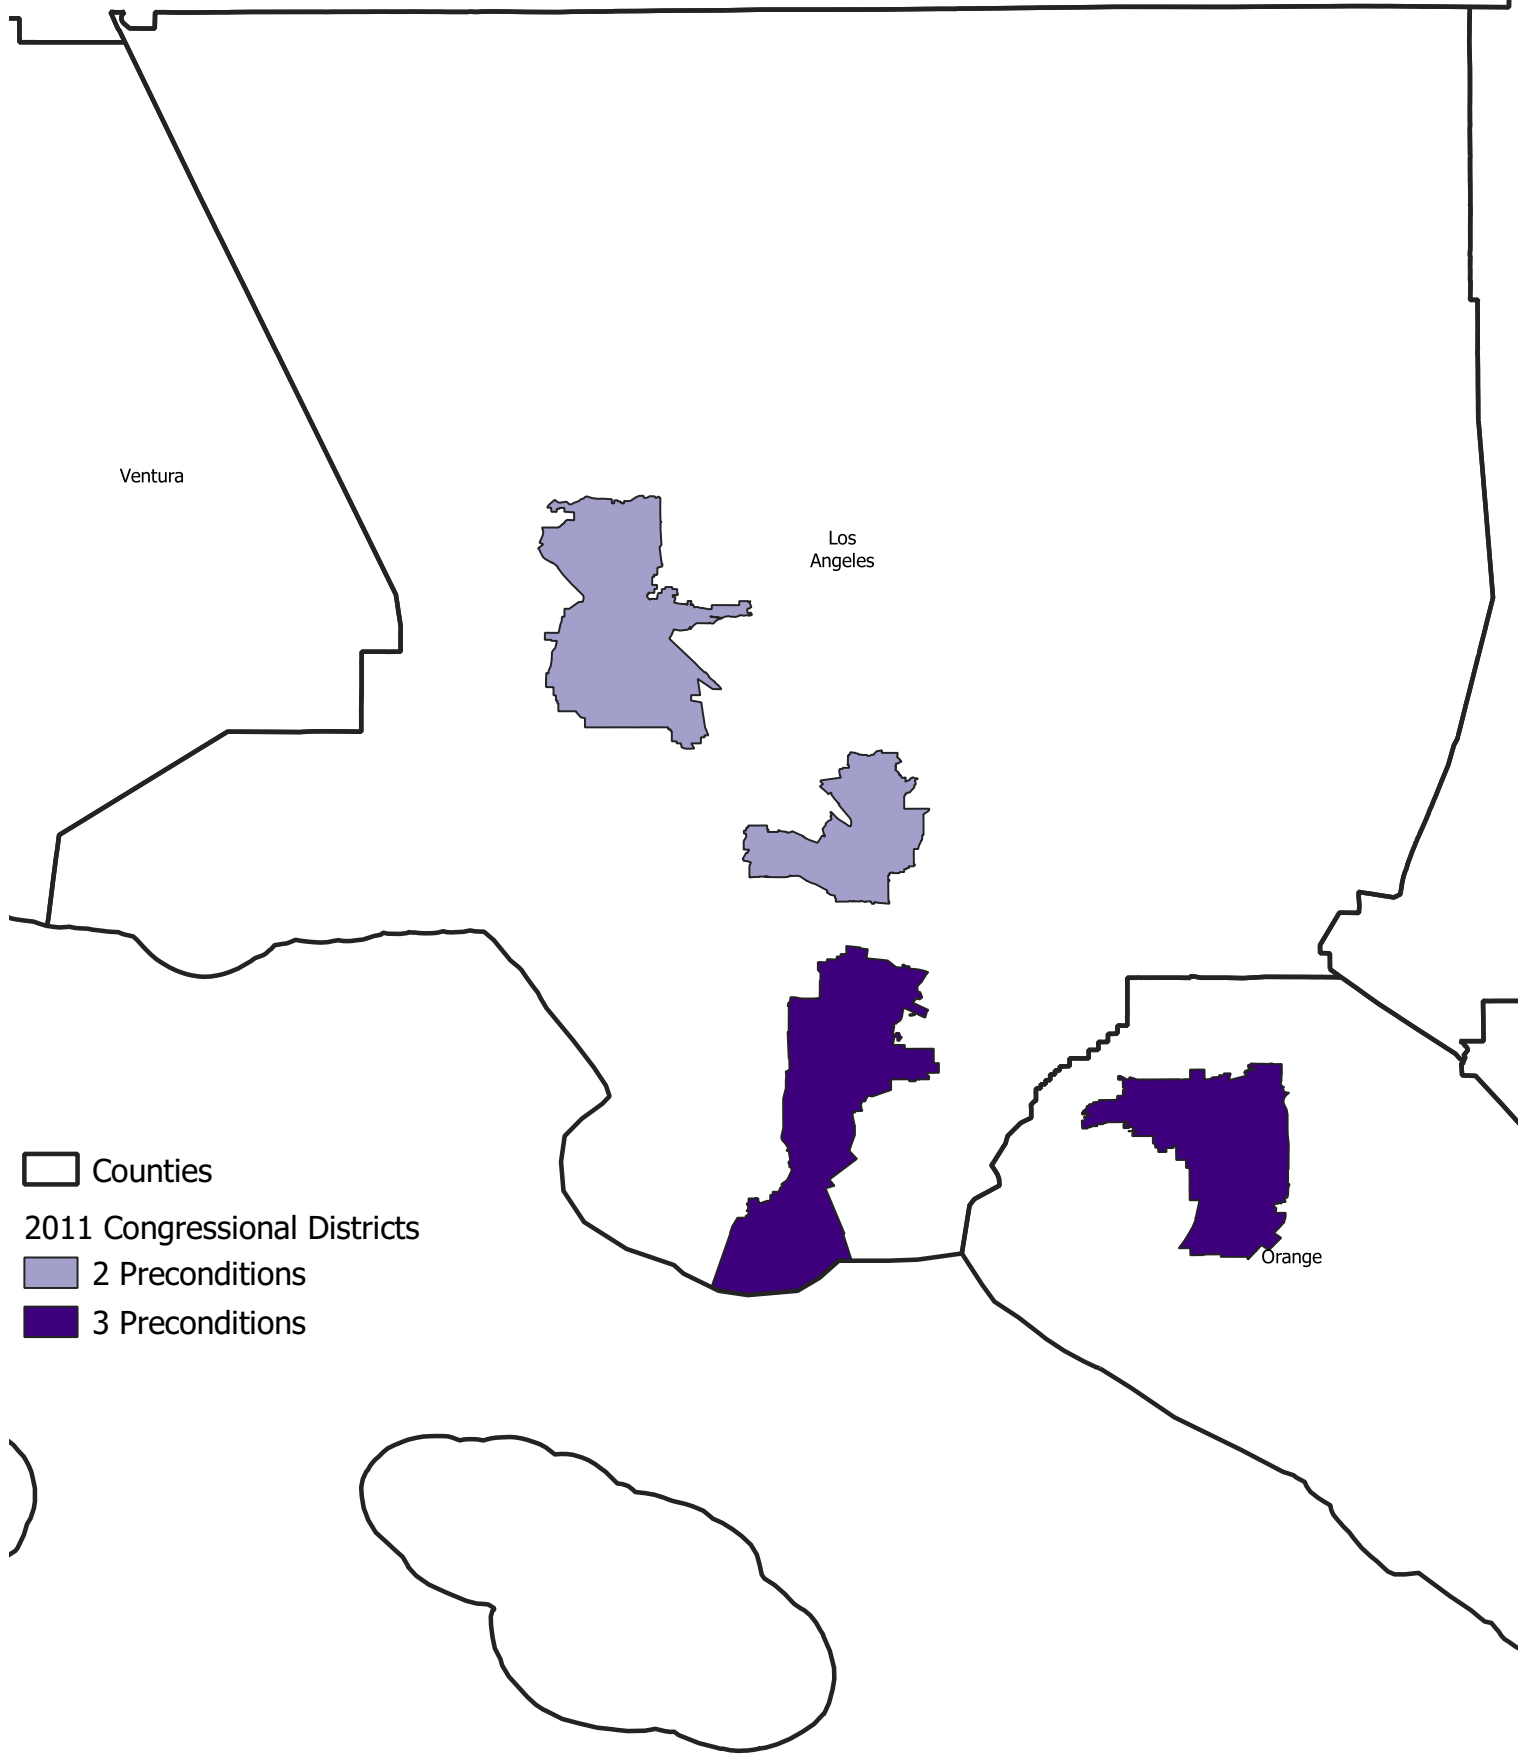 Ventura
Los
Angeles
Counties
2011 Congressional Districts
2 Preconditions
Orange
3 Preconditions